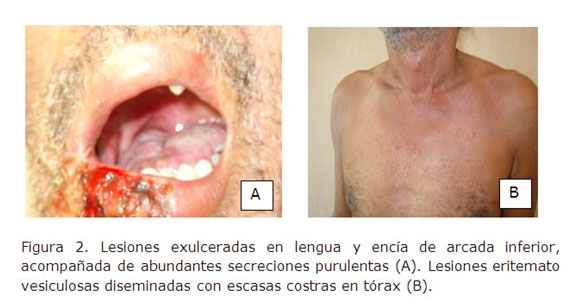 A
B
Figura 2. Lesiones exulceradas en lengua y encía de arcada inferior,
acompañada de abundantes secreciones purulentas (A). Lesiones eritemato
vesiculosas diseminadas con escasas costras en tórax (B).